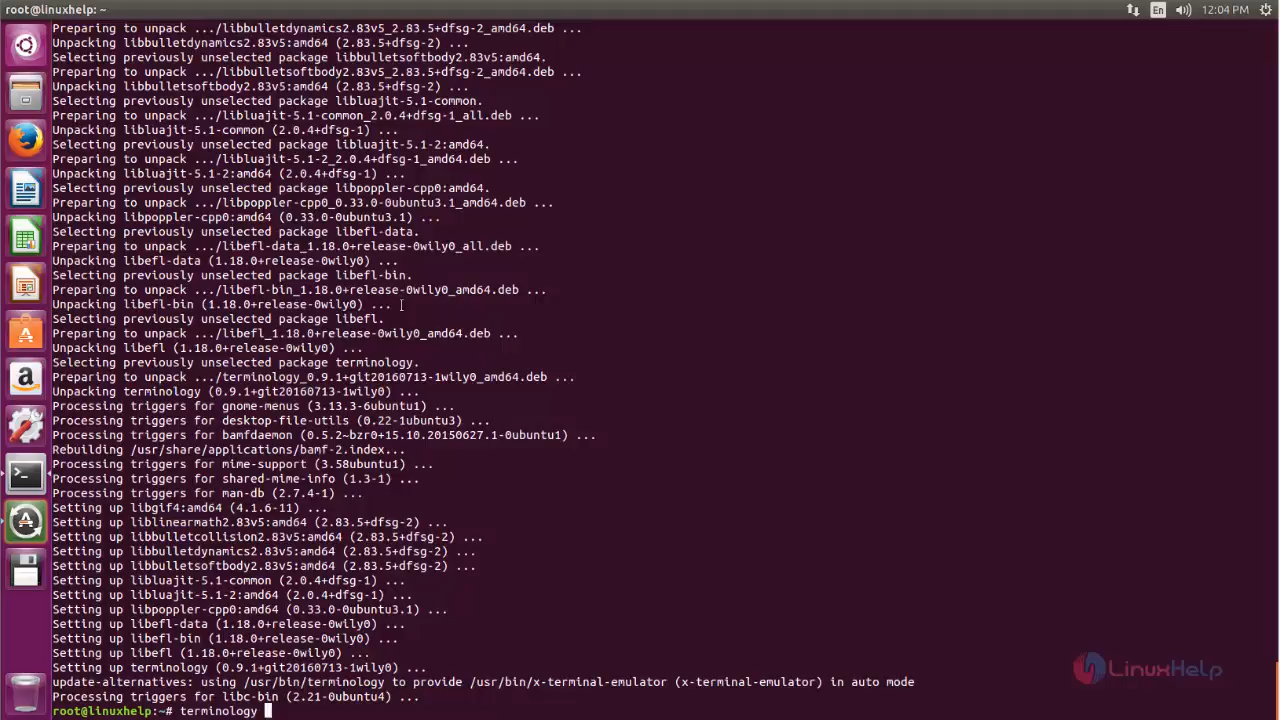 root@linuxhelp: ~
En
12:04 PM
Preparing to unpack .../libbulletdynamics2.83v5_2.83.5+dfsg-2_amd64.deb ...
Unpacking libbulletdynamics2.83v5:amd64 (2.83.5+dfsg-2) ...
Selecting previously unselected package libbulletsoftbody2.83v5:amd64.
Preparing to unpack .../libbulletsoftbody2.83v5_2.83.5+dfsg-2_amd64.deb ...
Unpacking libbulletsoftbody2.83v5:amd64 (2.83.5+dfsg-2) ...
Selecting previously unselected package libluajit-5.1-common.
Preparing to unpack .../libluajit-5.1-common_2.0.4+dfsg-1_all.deb ...
Unpacking libluajit-5.1-common (2.0.4+dfsg-1) ...
Selecting previously unselected package libluajit-5.1-2:amd64.
Preparing to unpack .../libluajit-5.1-2_2.0.4+dfsg-1_amd64.deb ...
Unpacking libluajit-5.1-2:amd64 (2.0.4+dfsg-1) ...
Selecting previously unselected package libpoppler-cpp0:amd64.
Preparing to unpack .../libpoppler-cpp0_0.33.0-0ubuntu3.1_amd64.deb ...
Unpacking libpoppler-cpp0:amd64 (0.33.0-0ubuntu3.1) ...
Selecting previously unselected package libefl-data.
Preparing to unpack .../libefl-data_1.18.0+release-0wily0_all.deb ...
Unpacking libefl-data (1.18.0+release-0wily0) ...
Selecting previously unselected package libefl-bin.
Preparing to unpack .../libefl-bin_1.18.0+release-0wily0_amd64.deb ...
Unpacking libefl-bin (1.18.0+release-0wily0) ...
Selecting previously unselected package libefl.
Preparing to unpack .../libefl_1.18.0+release-0wily0_amd64.deb ...
Unpacking libefl (1.18.0+release-0wily0) ...
Selecting previously unselected package terminology.
Preparing to unpack .../terminology_0.9.1+git20160713-1wily0_amd64.deb ...
Unpacking terminology (0.9.1+git20160713-1wily0) ...
Processing triggers for gnome-menus (3.13.3-6ubuntu1) ...
Processing triggers for desktop-file-utils (0.22-1ubuntu3) ...
Processing triggers for bamfdaemon (0.5.2~bzr0+15.10.20150627.1-0ubuntu1) ...
Rebuilding /usr/share/applications/bamf-2.index...
Processing triggers for mime-support (3.58ubuntu1) ...
Processing triggers for shared-mime-info (1.3-1) ...
Processing triggers for man-db (2.7.4-1) ...
Setting up libgif4:amd64 (4.1.6-11) ...
Setting up liblinearmath2.83v5:amd64 (2.83.5+dfsg-2) ...
Setting up libbulletcollision2.83v5:amd64 (2.83.5+dfsg-2) ...
Setting up libbulletdynamics2.83v5:amd64 (2.83.5+dfsg-2) ...
Setting up libbulletsoftbody2.83v5:amd64 (2.83.5+dfsg-2) ...
Setting up libluajit-5.1-common (2.0.4+dfsg-1) ...
Setting up libluajit-5.1-2:amd64 (2.0.4+dfsg-1) ...
Setting up libpoppler-cpp0:amd64 (0.33.0-0ubuntu3.1) ...
Setting up libefl-data (1.18.0+release-0wily0) ...
Setting up libefl-bin (1.18.0+release-0wily0) ...
Setting up libefl (1.18.0+release-0wily0) ...
Setting up terminology (0.9.1+git20160713-1wily0) ...
update-alternatives: using /usr/bin/terminology to provide /usr/bin/x-terminal-emulator (x-terminal-emulator) in auto mode
Processing triggers for libc-bin (2.21-0ubuntu4) ...
root@linuxhelp:~# terminology
LinuxHelp